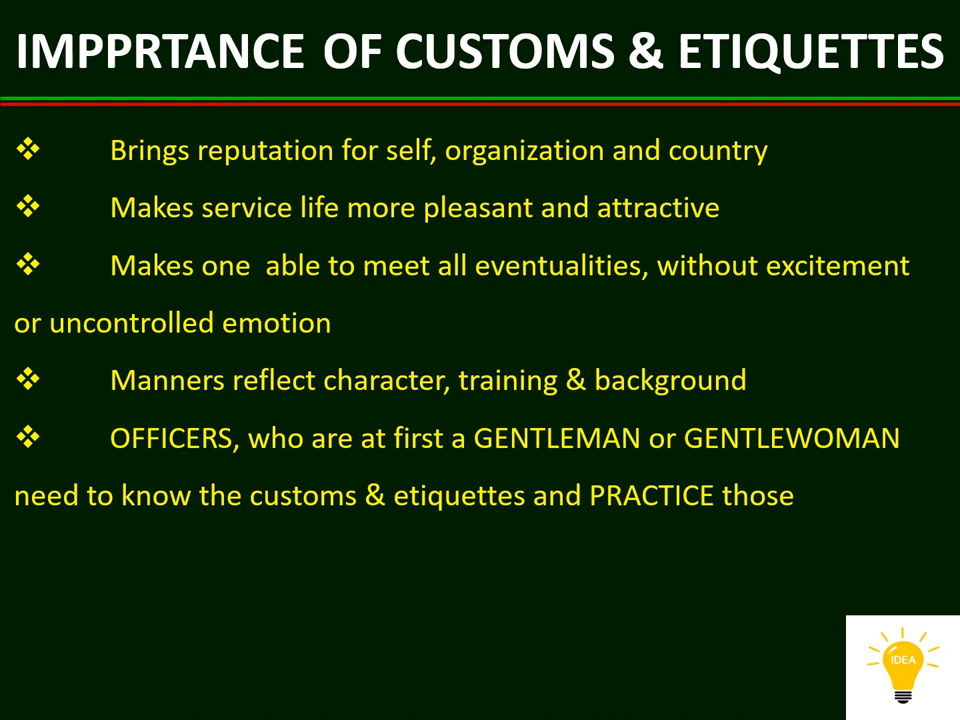 IMPPRTANCE OF CUSTOMS & ETIQUETTES
❖ Brings reputation for self, organization and country
❖ Makes service life more pleasant and attractive
❖ Makes one able to meet all eventualities, without excitement
or uncontrolled emotion
❖ Manners reflect character, training & background
❖ OFFICERS, who are at first a GENTLEMAN or GENTLEWOMAN
need to know the customs & etiquettes and PRACTICE those
IDEA